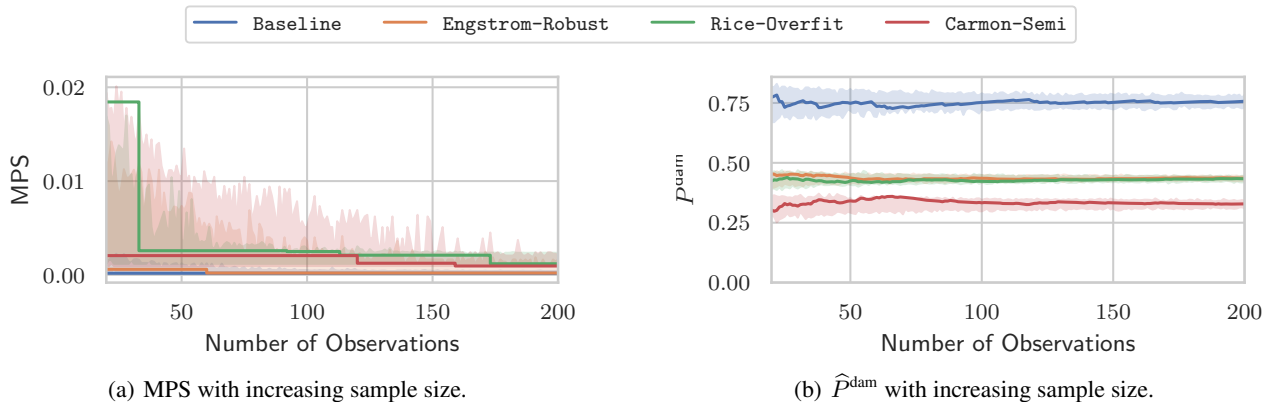 Baseline Engstrom-Robust Rice-Overfit Carmon-Semi
MPS
0.02
0.01
0.00
50 100 150 200
Number of Observations
(a) MPS with increasing sample size.
P^dam
0.75
0.50
0.25
0.00
50 100 150 200
Number of Observations
(b) P̂^dam with increasing sample size.